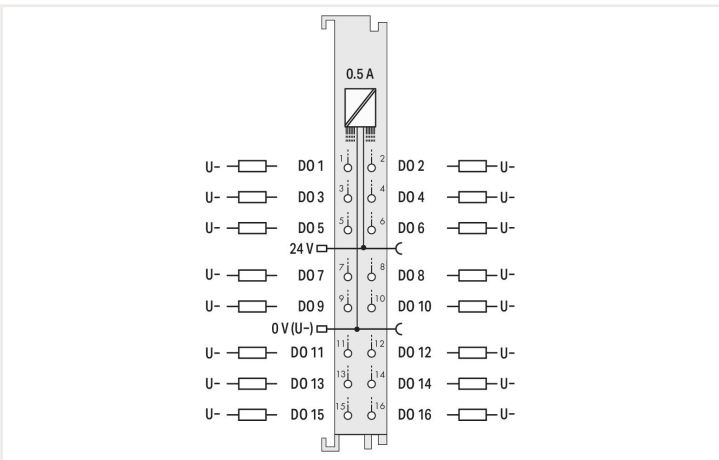 0.5 A
U- DO 1 1 2 DO 2 U-
U- DO 3 3 4 DO 4 U-
U- DO 5 5 6 DO 6 U-
24 V
U- DO 7 7 8 DO 8 U-
U- DO 9 9 10 DO 10 U-
0 V (U-)
U- DO 11 11 12 DO 12 U-
U- DO 13 13 14 DO 14 U-
U- DO 15 15 16 DO 16 U-